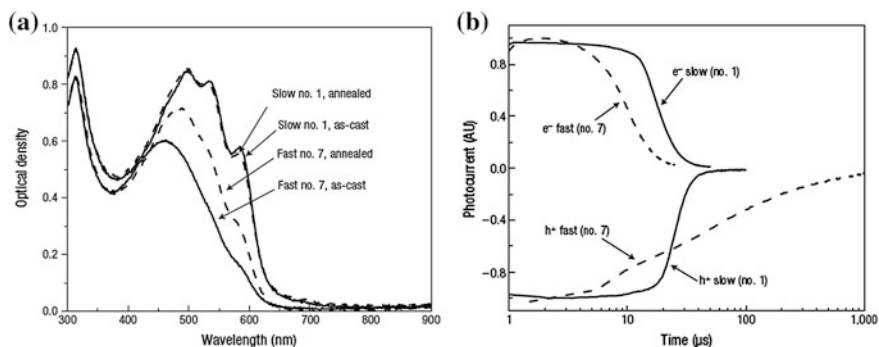 (a)
1.0
0.8
0.6
0.4
0.2
0.0
Optical density
300 400 500 600 700 800 900
Wavelength (nm)
Slow no. 1, annealed
Slow no. 1, as-cast
Fast no. 7, annealed
Fast no. 7, as-cast
(b)
0.8
0.4
0.0
−0.4
−0.8
Photocurrent (AU)
1 10 100 1,000
Time (µs)
e− slow (no. 1)
e− fast (no. 7)
h+ fast (no. 7)
h+ slow (no. 1)